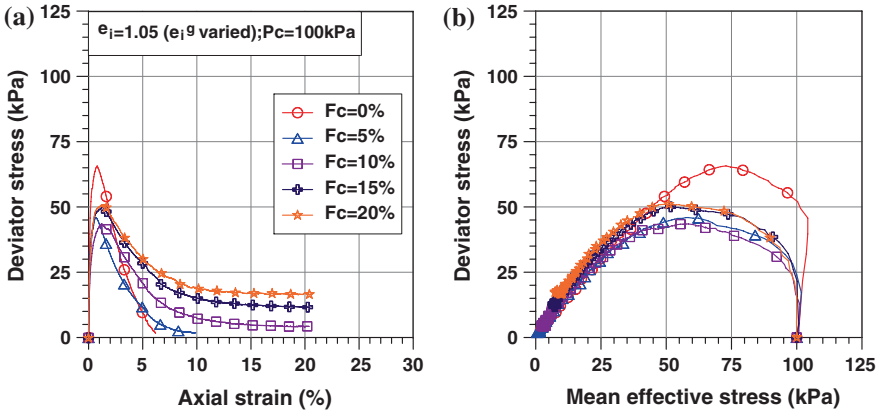 (a)
e_i=1.05 (e_i^g varied);Pc=100kPa
Deviator stress (kPa)
125
100
75
50
25
0
Fc=0%
Fc=5%
Fc=10%
Fc=15%
Fc=20%
0 5 10 15 20 25 30
Axial strain (%)
(b)
Deviator stress (kPa)
125
100
75
50
25
0
0 25 50 75 100 125
Mean effective stress (kPa)